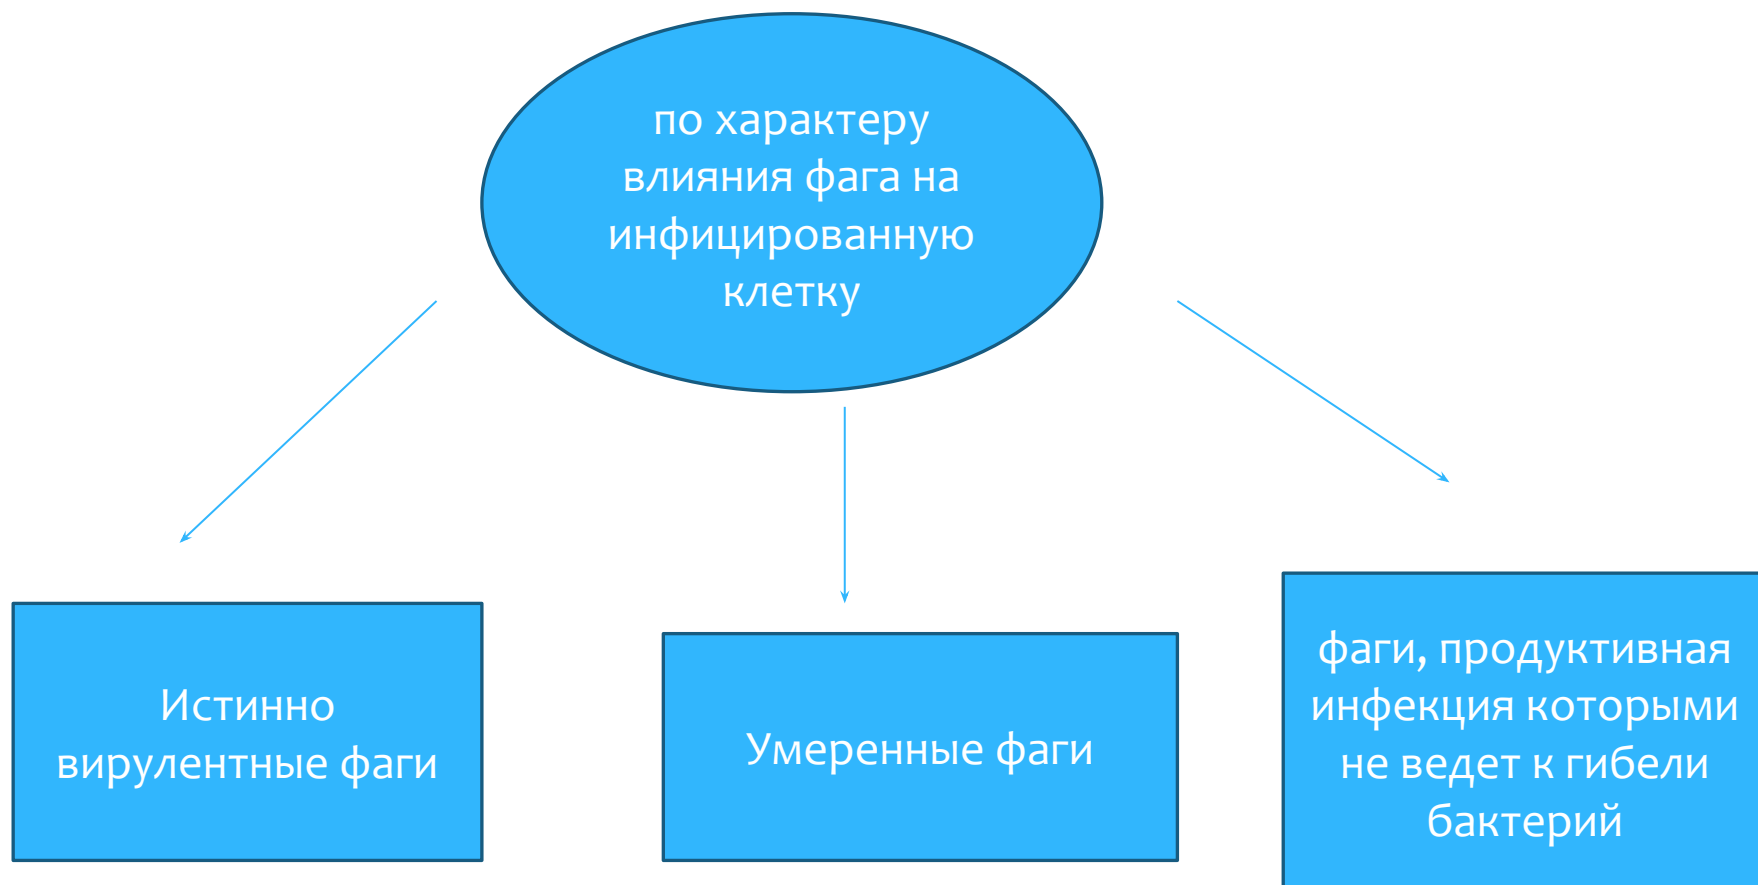 по характеру
влияния фага на
инфицированную
клетку
Истинно
вирулентные фаги
Умеренные фаги
фаги, продуктивная
инфекция которыми
не ведет к гибели
бактерий